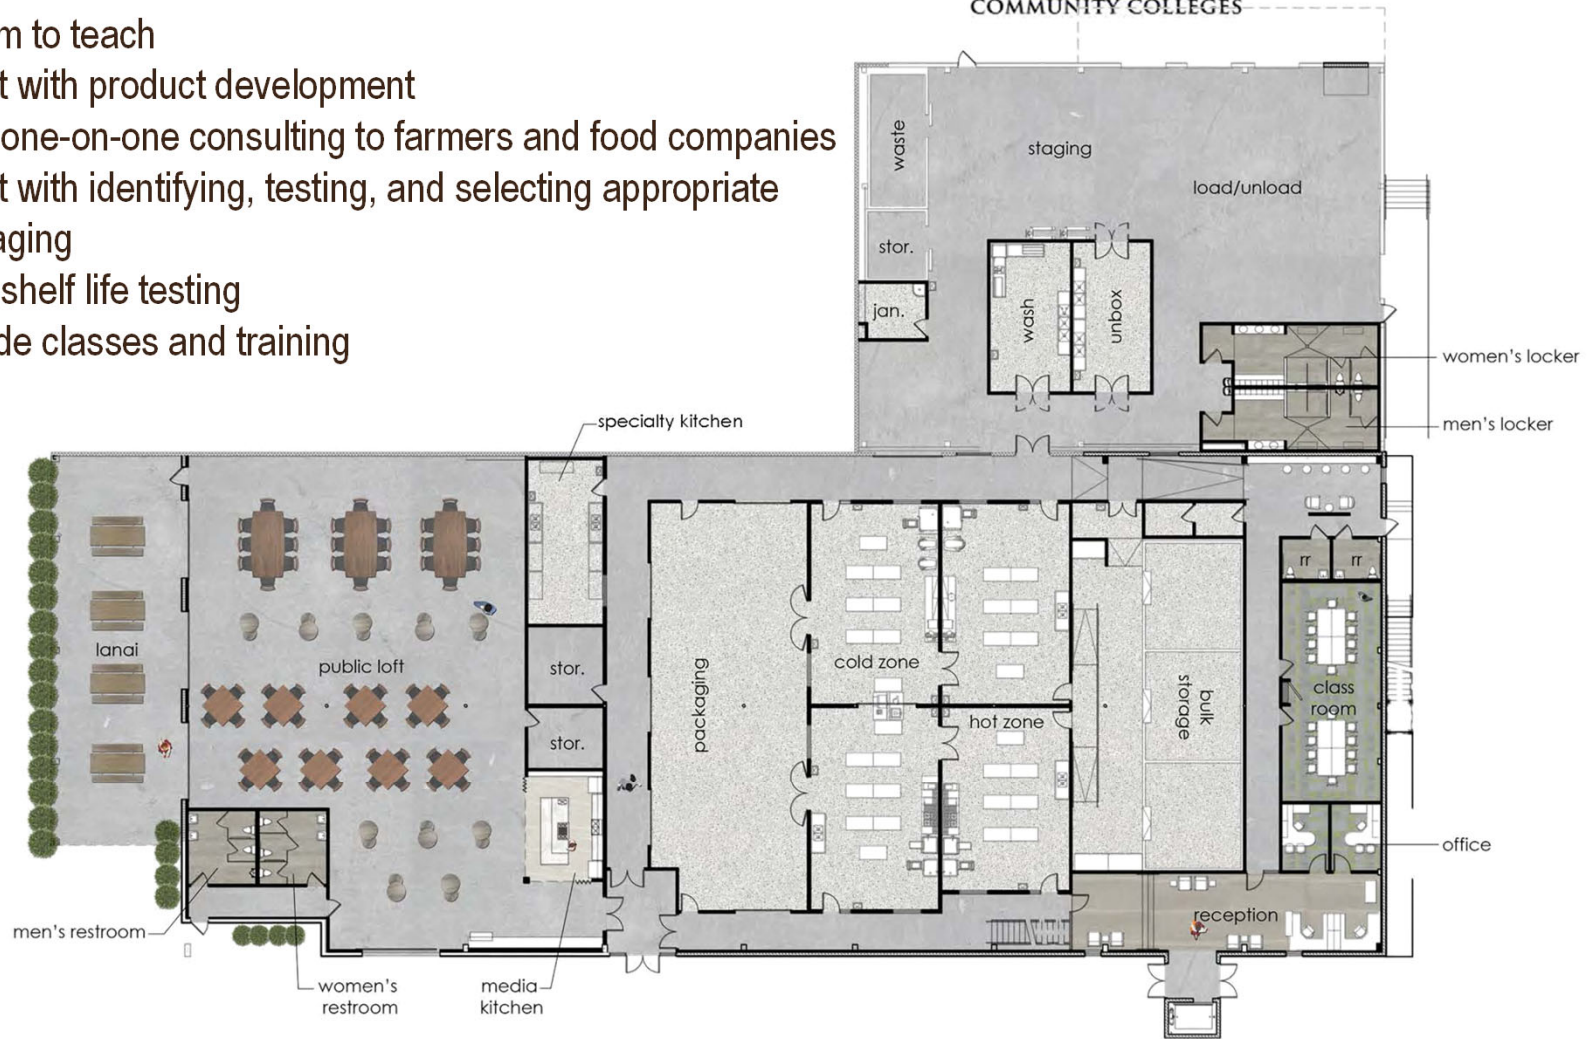 COMMUNITY COLLEGES
m to teach
t with product development
one-on-one consulting to farmers and food companies
t with identifying, testing, and selecting appropriate
aging
shelf life testing
de classes and training
waste
staging
load/unload
stor.
jan.
wash
unbox
women's locker
men's locker
specialty kitchen
lanai
public loft
stor.
stor.
packaging
cold zone
hot zone
bulk
storage
rr
rr
class
room
office
reception
men's restroom
women's
restroom
media
kitchen